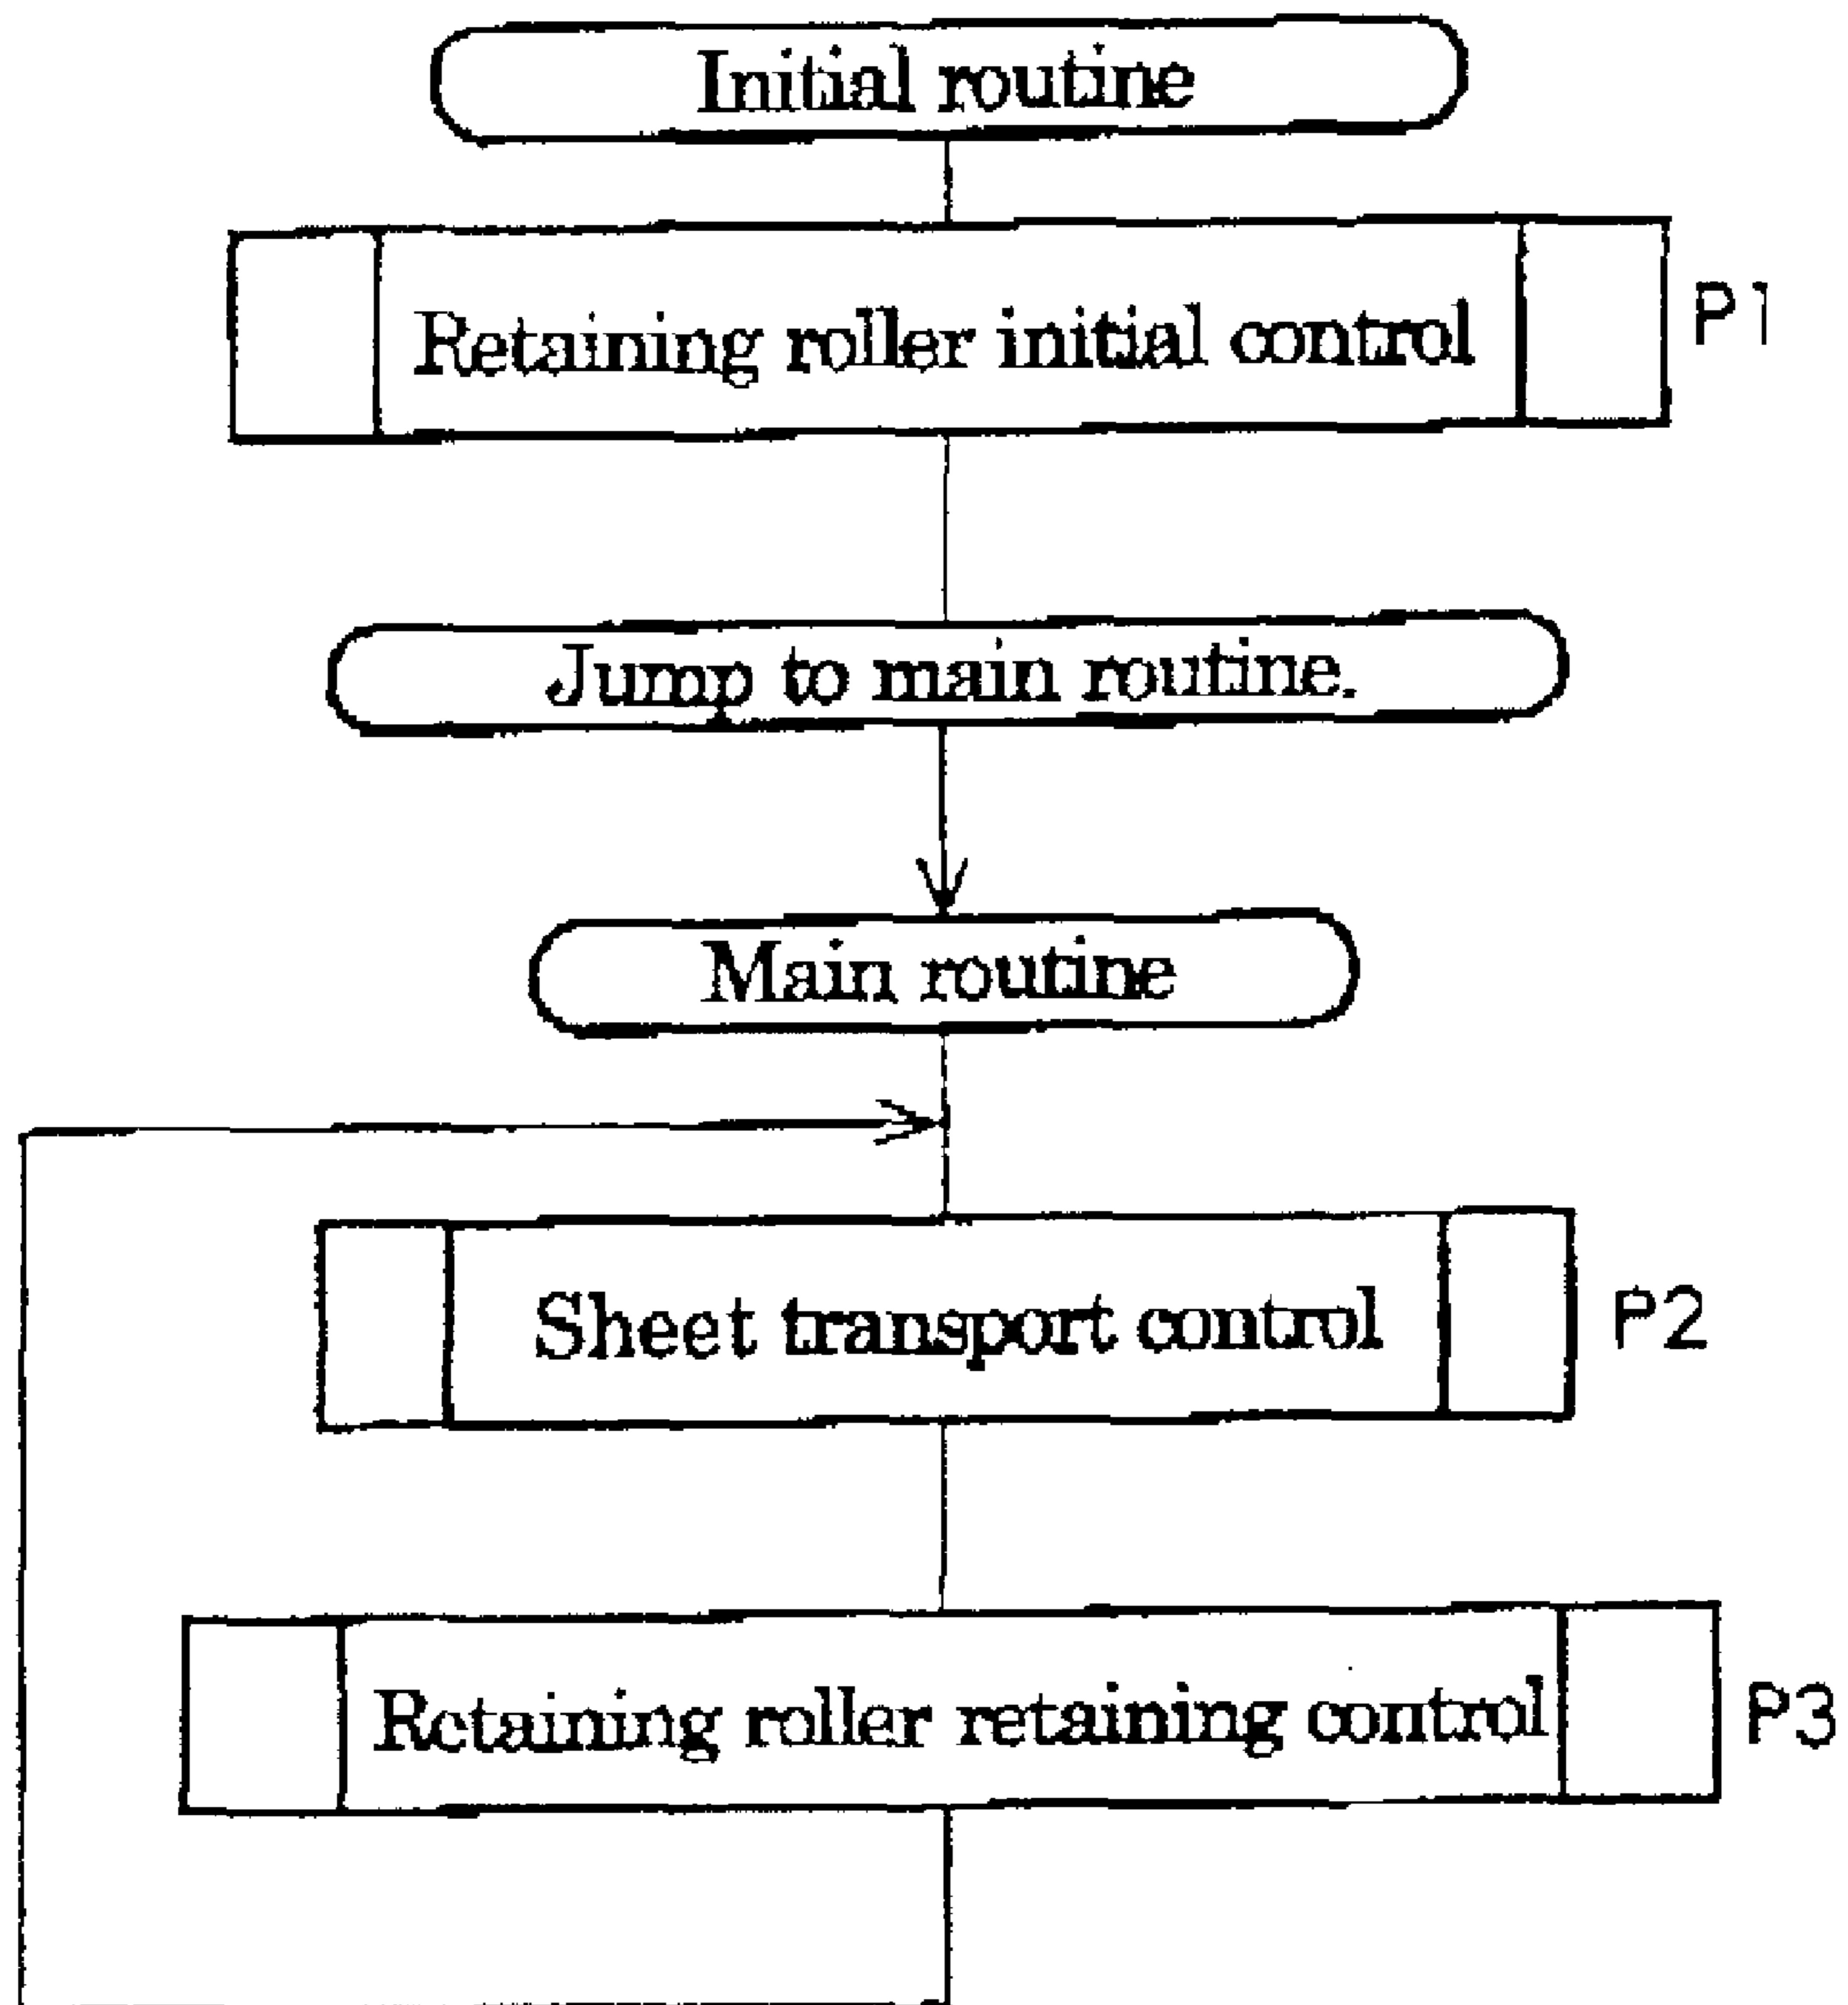 Initial routine
Retaining roller initial control
P1
Jump to main routine.
Main routine
Sheet transport control
P2
Retaining roller retaining control
P3